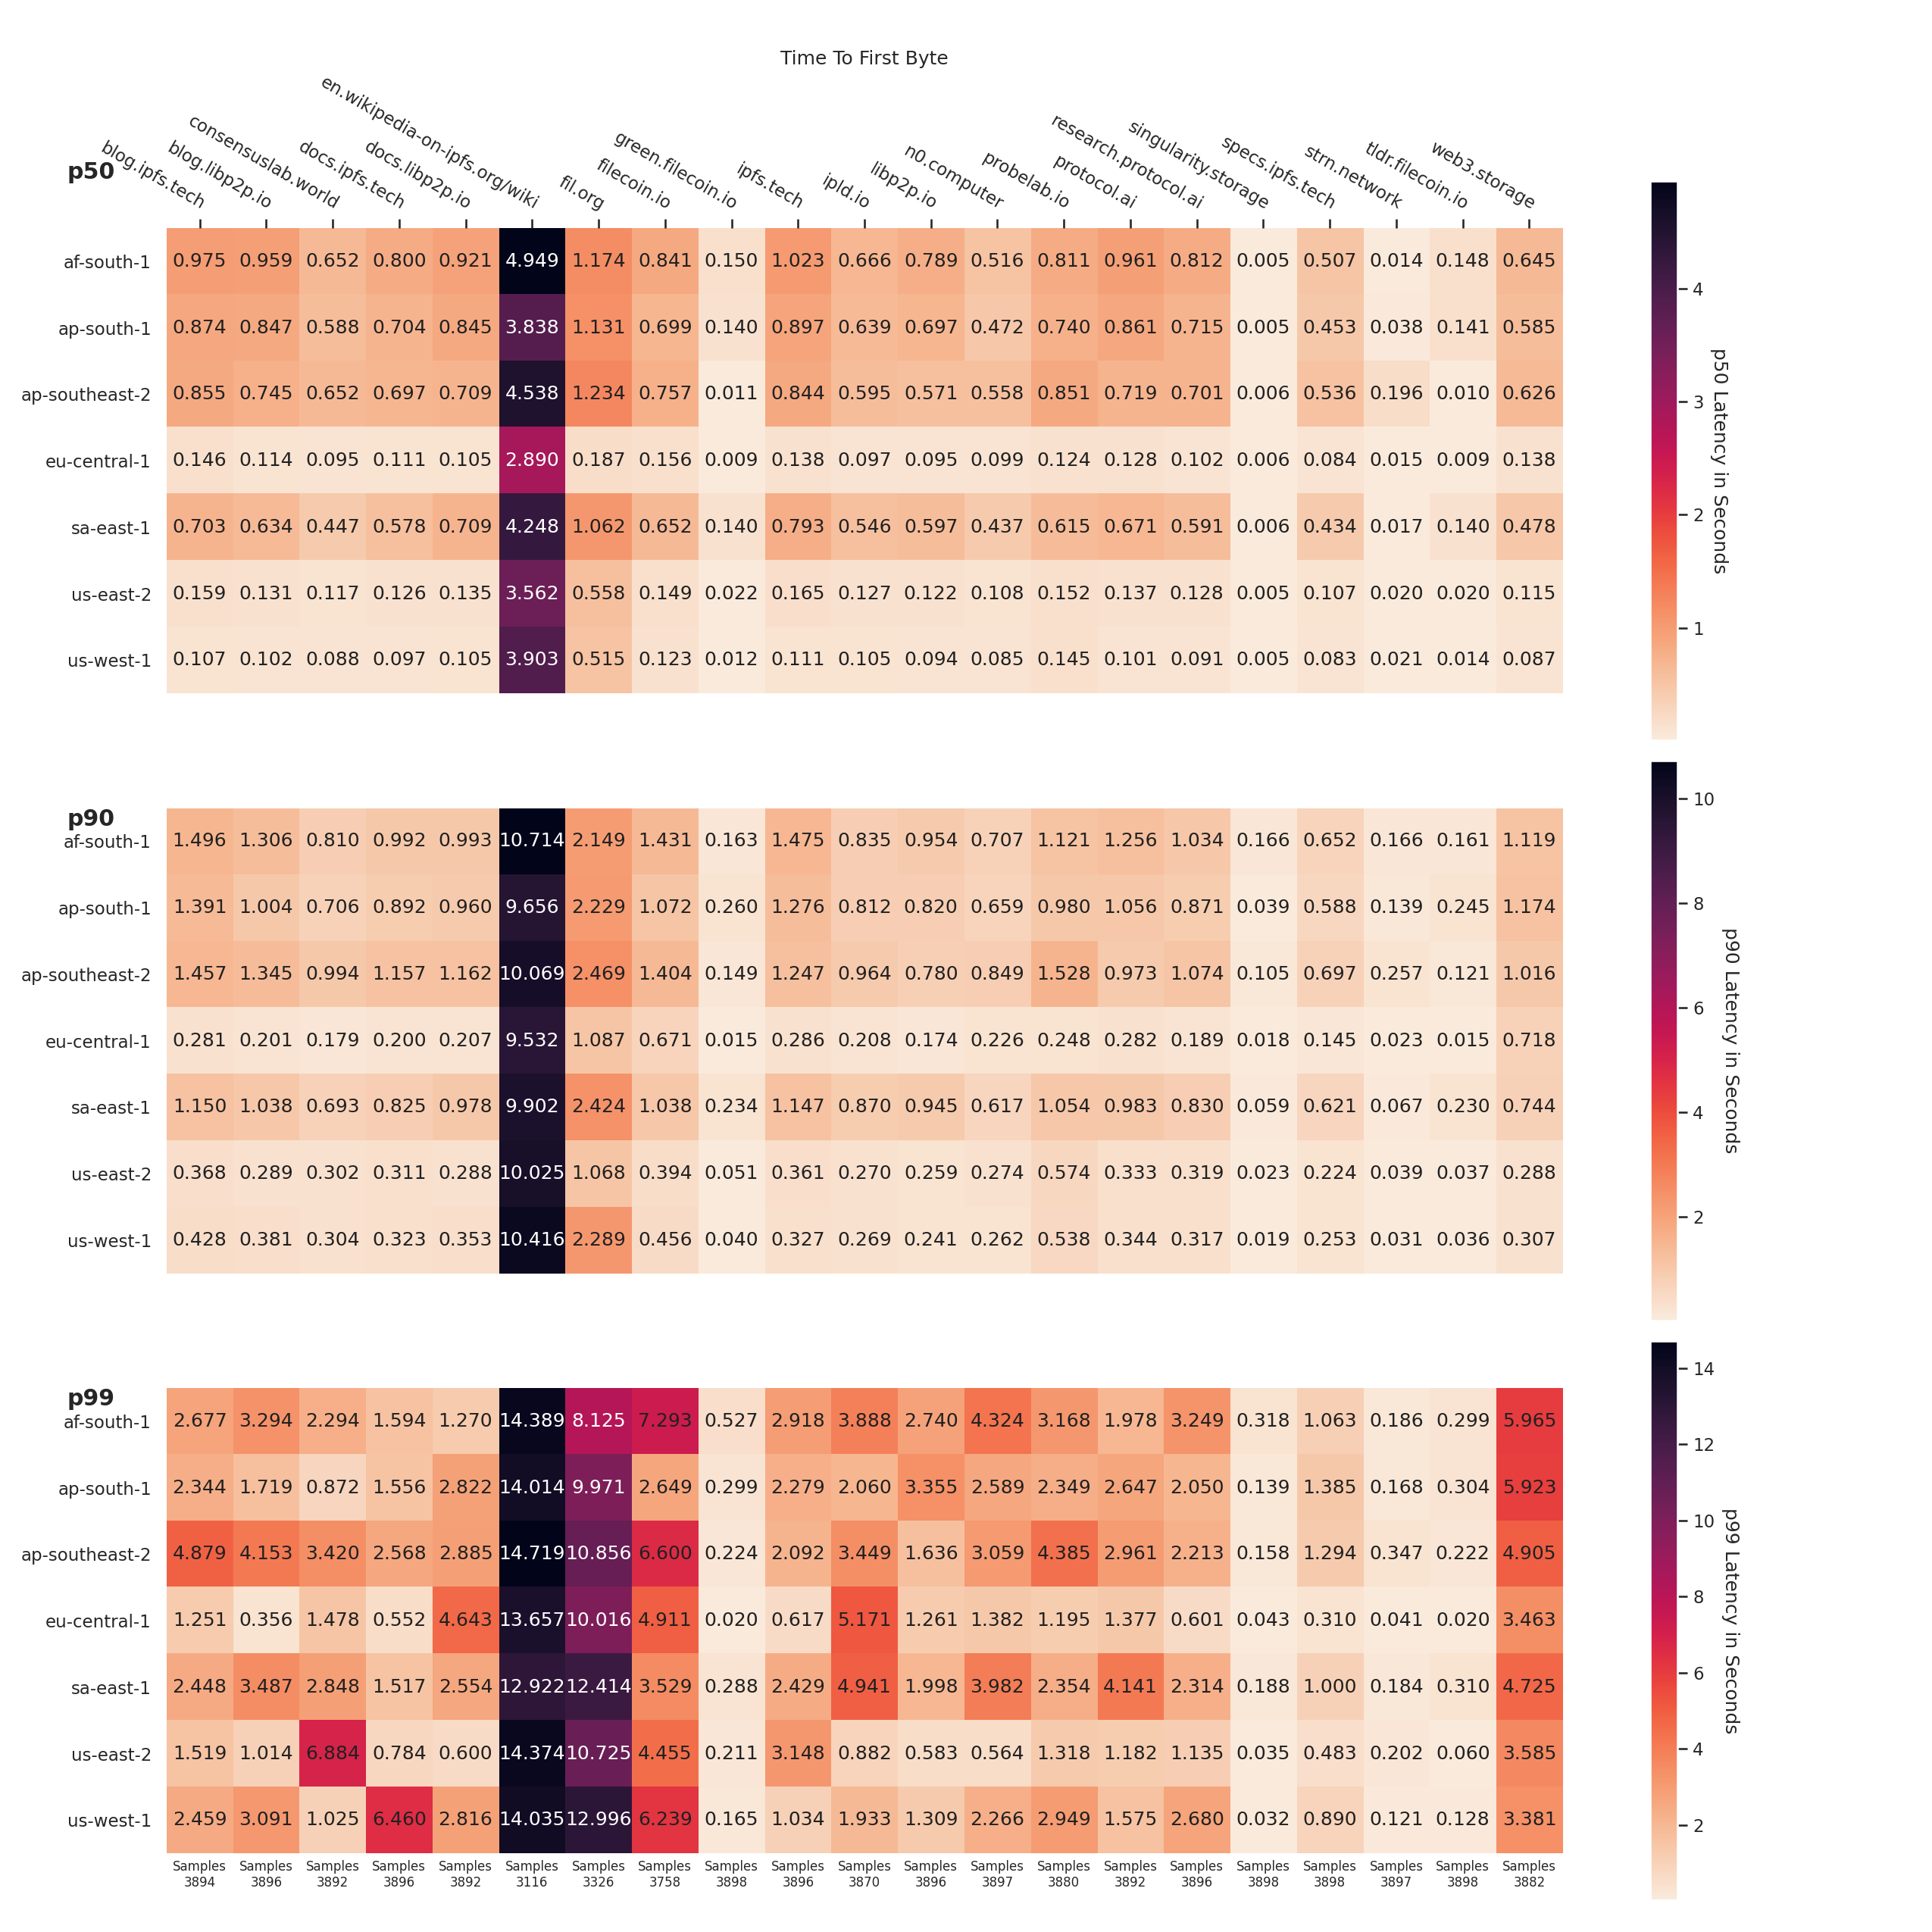 Time To First Byte
p50
blog.ipfs.tech
blog.libp2p.io
consensuslab.world
docs.ipfs.tech
docs.libp2p.io
en.wikipedia-on-ipfs.org/wiki
fil.org
filecoin.io
green.filecoin.io
ipfs.tech
ipld.io
libp2p.io
n0.computer
probelab.io
protocol.ai
research.protocol.ai
singularity.storage
specs.ipfs.tech
strn.network
tldr.filecoin.io
web3.storage
af-south-1 0.975 0.959 0.652 0.800 0.921 4.949 1.174 0.841 0.150 1.023 0.666 0.789 0.516 0.811 0.961 0.812 0.005 0.507 0.014 0.148 0.645
ap-south-1 0.874 0.847 0.588 0.704 0.845 3.838 1.131 0.699 0.140 0.897 0.639 0.697 0.472 0.740 0.861 0.715 0.005 0.453 0.038 0.141 0.585
ap-southeast-2 0.855 0.745 0.652 0.697 0.709 4.538 1.234 0.757 0.011 0.844 0.595 0.571 0.558 0.851 0.719 0.701 0.006 0.536 0.196 0.010 0.626
eu-central-1 0.146 0.114 0.095 0.111 0.105 2.890 0.187 0.156 0.009 0.138 0.097 0.095 0.099 0.124 0.128 0.102 0.006 0.084 0.015 0.009 0.138
sa-east-1 0.703 0.634 0.447 0.578 0.709 4.248 1.062 0.652 0.140 0.793 0.546 0.597 0.437 0.615 0.671 0.591 0.006 0.434 0.017 0.140 0.478
us-east-2 0.159 0.131 0.117 0.126 0.135 3.562 0.558 0.149 0.022 0.165 0.127 0.122 0.108 0.152 0.137 0.128 0.005 0.107 0.020 0.020 0.115
us-west-1 0.107 0.102 0.088 0.097 0.105 3.903 0.515 0.123 0.012 0.111 0.105 0.094 0.085 0.145 0.101 0.091 0.005 0.083 0.021 0.014 0.087
4
3
2
1
p50 Latency in Seconds
p90
af-south-1 1.496 1.306 0.810 0.992 0.993 10.714 2.149 1.431 0.163 1.475 0.835 0.954 0.707 1.121 1.256 1.034 0.166 0.652 0.166 0.161 1.119
ap-south-1 1.391 1.004 0.706 0.892 0.960 9.656 2.229 1.072 0.260 1.276 0.812 0.820 0.659 0.980 1.056 0.871 0.039 0.588 0.139 0.245 1.174
ap-southeast-2 1.457 1.345 0.994 1.157 1.162 10.069 2.469 1.404 0.149 1.247 0.964 0.780 0.849 1.528 0.973 1.074 0.105 0.697 0.257 0.121 1.016
eu-central-1 0.281 0.201 0.179 0.200 0.207 9.532 1.087 0.671 0.015 0.286 0.208 0.174 0.226 0.248 0.282 0.189 0.018 0.145 0.023 0.015 0.718
sa-east-1 1.150 1.038 0.693 0.825 0.978 9.902 2.424 1.038 0.234 1.147 0.870 0.945 0.617 1.054 0.983 0.830 0.059 0.621 0.067 0.230 0.744
us-east-2 0.368 0.289 0.302 0.311 0.288 10.025 1.068 0.394 0.051 0.361 0.270 0.259 0.274 0.574 0.333 0.319 0.023 0.224 0.039 0.037 0.288
us-west-1 0.428 0.381 0.304 0.323 0.353 10.416 2.289 0.456 0.040 0.327 0.269 0.241 0.262 0.538 0.344 0.317 0.019 0.253 0.031 0.036 0.307
10
8
6
4
2
p90 Latency in Seconds
p99
af-south-1 2.677 3.294 2.294 1.594 1.270 14.389 8.125 7.293 0.527 2.918 3.888 2.740 4.324 3.168 1.978 3.249 0.318 1.063 0.186 0.299 5.965
ap-south-1 2.344 1.719 0.872 1.556 2.822 14.014 9.971 2.649 0.299 2.279 2.060 3.355 2.589 2.349 2.647 2.050 0.139 1.385 0.168 0.304 5.923
ap-southeast-2 4.879 4.153 3.420 2.568 2.885 14.719 10.856 6.600 0.224 2.092 3.449 1.636 3.059 4.385 2.961 2.213 0.158 1.294 0.347 0.222 4.905
eu-central-1 1.251 0.356 1.478 0.552 4.643 13.657 10.016 4.911 0.020 0.617 5.171 1.261 1.382 1.195 1.377 0.601 0.043 0.310 0.041 0.020 3.463
sa-east-1 2.448 3.487 2.848 1.517 2.554 12.922 12.414 3.529 0.288 2.429 4.941 1.998 3.982 2.354 4.141 2.314 0.188 1.000 0.184 0.310 4.725
us-east-2 1.519 1.014 6.884 0.784 0.600 14.374 10.725 4.455 0.211 3.148 0.882 0.583 0.564 1.318 1.182 1.135 0.035 0.483 0.202 0.060 3.585
us-west-1 2.459 3.091 1.025 6.460 2.816 14.035 12.996 6.239 0.165 1.034 1.933 1.309 2.266 2.949 1.575 2.680 0.032 0.890 0.121 0.128 3.381
Samples Samples Samples Samples Samples Samples Samples Samples Samples Samples Samples Samples Samples Samples Samples Samples Samples Samples Samples Samples Samples
3894 3896 3892 3896 3892 3116 3326 3758 3898 3896 3870 3896 3897 3880 3892 3896 3898 3898 3897 3898 3882
14
12
10
8
6
4
2
p99 Latency in Seconds